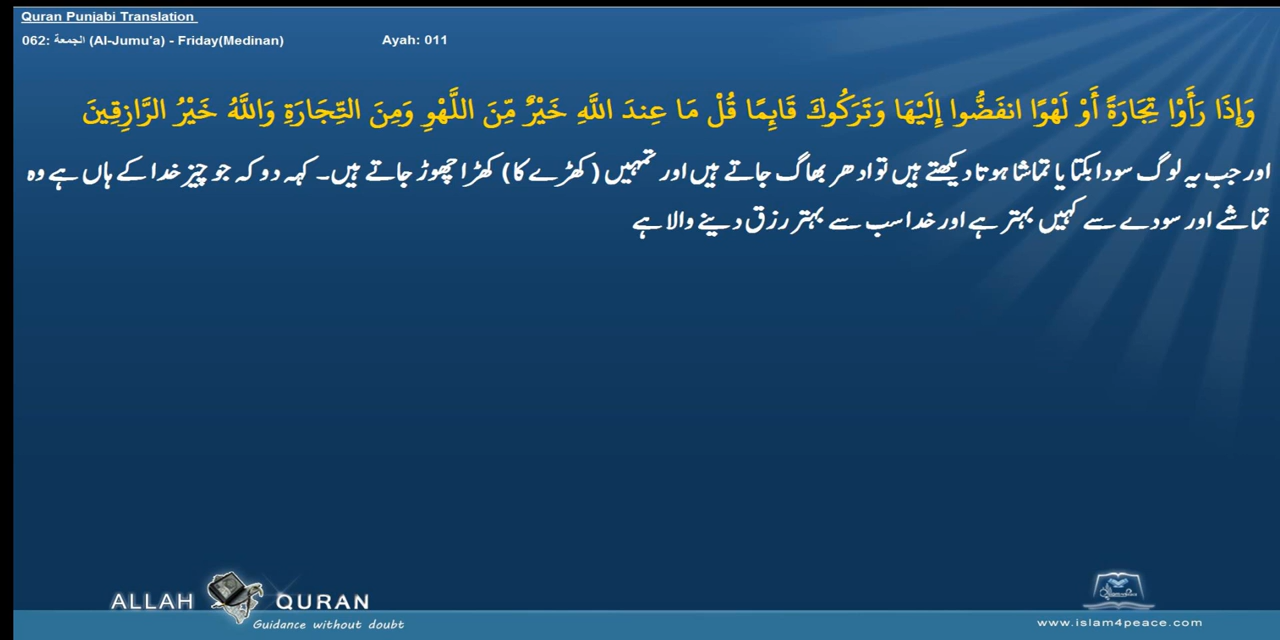 Quran Punjabi Translation
062: الجمعة (Al-Jumu'a) - Friday(Medinan) Ayah: 011
وَإِذَا رَأَوْا تِجَارَةً أَوْ لَهْوًا انفَضُّوا إِلَيْهَا وَتَرَكُوكَ قَائِمًا قُلْ مَا عِندَ اللَّهِ خَيْرٌ مِّنَ اللَّهْوِ وَمِنَ التِّجَارَةِ وَاللَّهُ خَيْرُ الرَّازِقِينَ
اور جب یہ لوگ سودا بکتا یا تماشا ہوتا دیکھتے ہیں تو ادھر بھاگ جاتے ہیں اور تمہیں (کھڑے کا) کھڑا چھوڑ جاتے ہیں۔ کہہ دو کہ جو چیز خدا کے ہاں ہے وہ
تماشے اور سودے سے کہیں بہتر ہے اور خدا سب سے بہتر رزق دینے والا ہے
ALLAH QURAN
Guidance without doubt
www.islam4peace.com